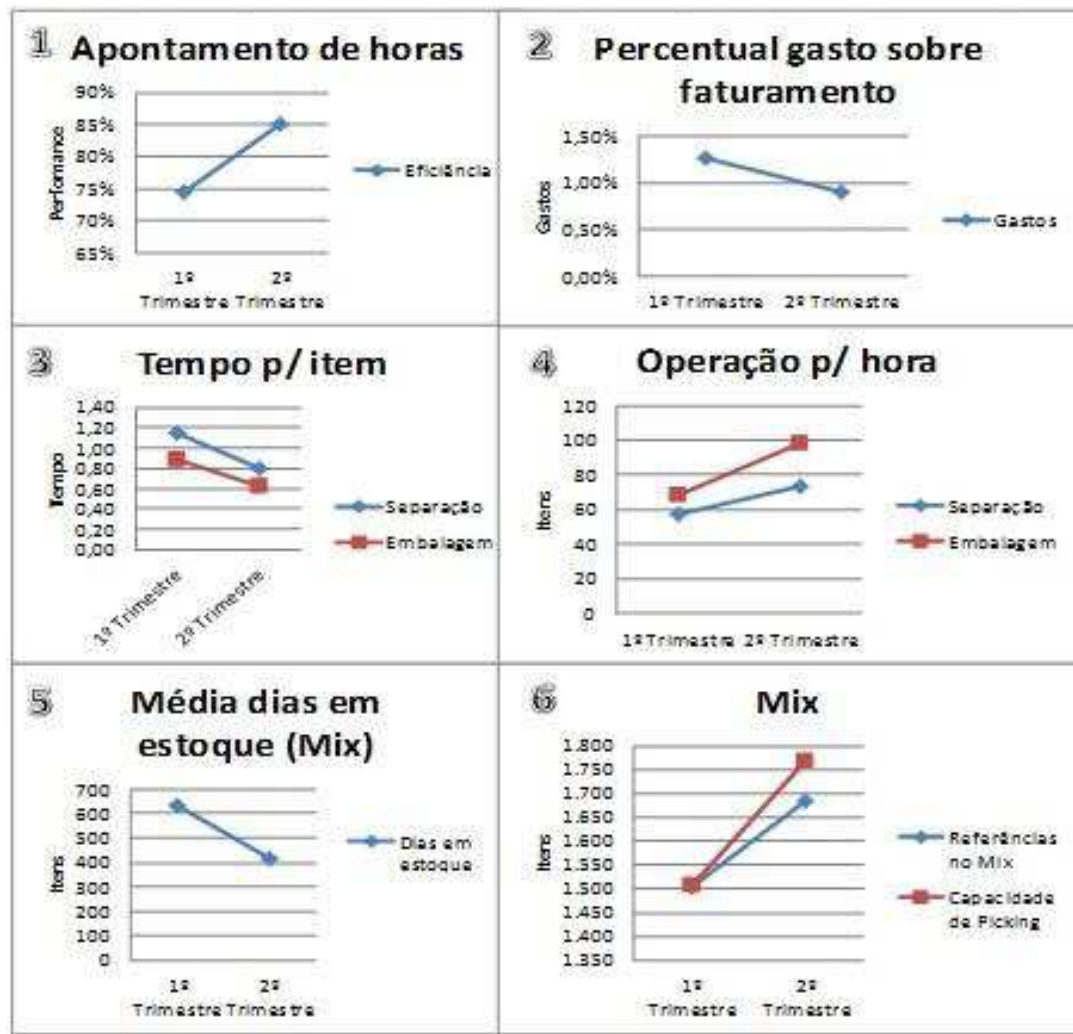 1 Apontamento de horas
90%
85%
80%
75%
70%
65%
Perfomance
1º
Trimestre
2º
Trimestre
Eficiência
2 Percentual gasto sobre
faturamento
1,50%
1,00%
0,50%
0,00%
Gastos
1º Trimestre 2º Trimestre
Gastos
3 Tempo p/ item
1,40
1,20
1,00
0,80
0,60
0,40
0,20
0,00
Tempo
1º Trimestre
2º Trimestre
Separação
Embalagem
4 Operação p/ hora
120
100
80
60
40
20
0
Itens
1º Trimestre 2º Trimestre
Separação
Embalagem
5 Média dias em
estoque (Mix)
700
600
500
400
300
200
100
0
Itens
1º
Trimestre
2º
Trimestre
Dias em
estoque
6 Mix
1.800
1.750
1.700
1.650
1.600
1.550
1.500
1.450
1.400
1.350
Itens
1º
Trimestre
2º
Trimestre
Referências
no Mix
Capacidade
de Picking